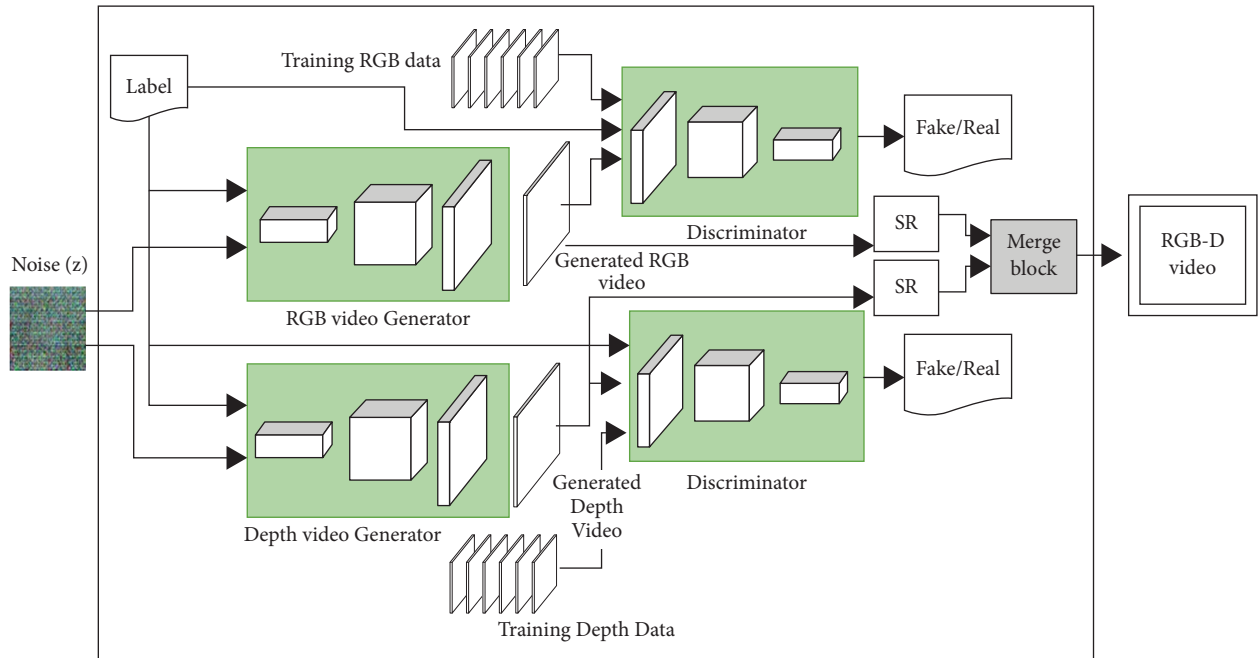 Training RGB data
Label
Fake/Real
Discriminator
SR
Generated RGB
video
Merge
block
RGB-D
video
Noise (z)
SR
RGB video Generator
Fake/Real
Generated
Depth
Video
Discriminator
Depth video Generator
Training Depth Data